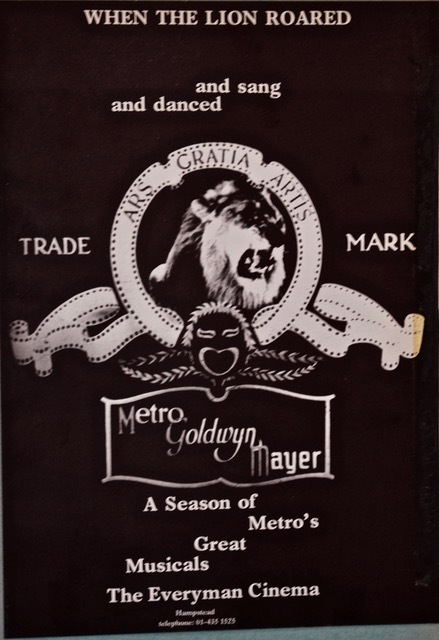 WHEN THE LION ROARED
and sang
and danced
ARS GRATIA ARTIS
TRADE MARK
Metro
Goldwyn
Mayer
A Season of
Metro's
Great
Musicals
The Everyman Cinema
Hampstead
telephone: 01-435 1525